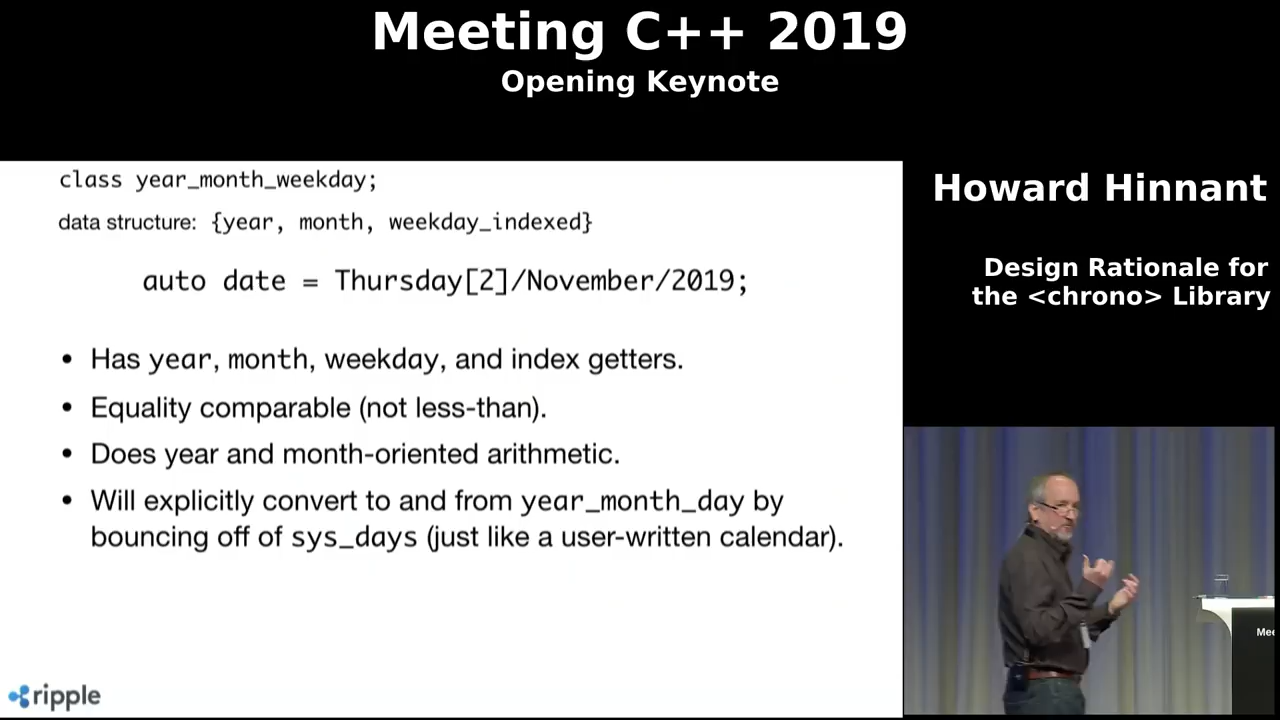 Meeting C++ 2019
Opening Keynote
class year_month_weekday;
data structure: {year, month, weekday_indexed}
auto date = Thursday[2]/November/2019;
• Has year, month, weekday, and index getters.
• Equality comparable (not less-than).
• Does year and month-oriented arithmetic.
• Will explicitly convert to and from year_month_day by
bouncing off of sys_days (just like a user-written calendar).
ripple
Howard Hinnant
Design Rationale for
the <chrono> Library
Mee